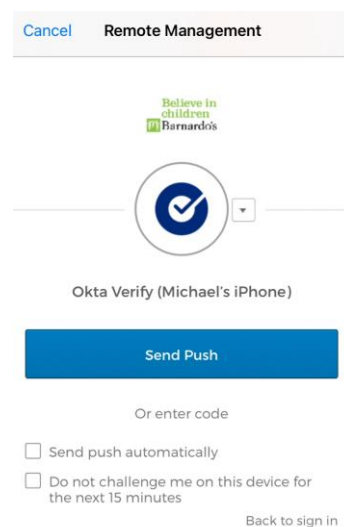 Cancel Remote Management
Believe in
children
Barnardo's
Okta Verify (Michael's iPhone)
Send Push
Or enter code
Send push automatically
Do not challenge me on this device for
the next 15 minutes
Back to sign in